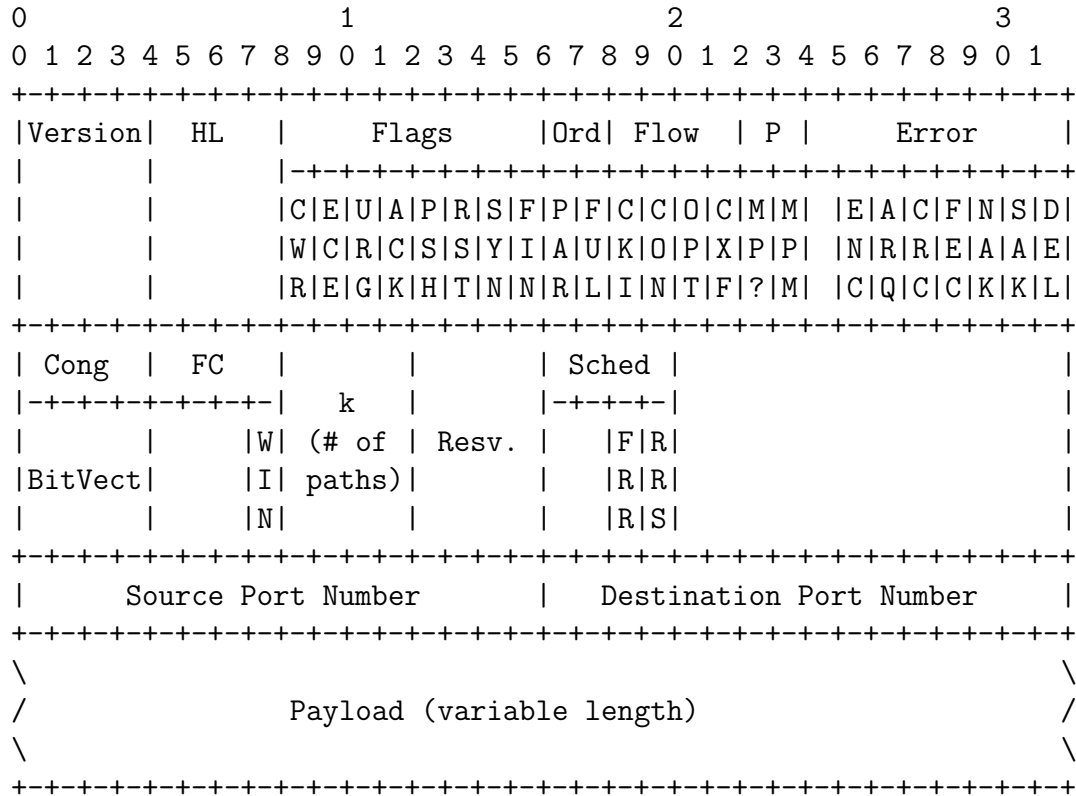 0                   1                   2                   3
0 1 2 3 4 5 6 7 8 9 0 1 2 3 4 5 6 7 8 9 0 1 2 3 4 5 6 7 8 9 0 1
+-+-+-+-+-+-+-+-+-+-+-+-+-+-+-+-+-+-+-+-+-+-+-+-+-+-+-+-+-+-+-+-+
|Version|  HL   |     Flags     |Ord| Flow  | P |     Error     |
|       |       |-+-+-+-+-+-+-+-+-+-+-+-+-+-+-+-+-+-+-+-+-+-+-+-+
|       |       |C|E|U|A|P|R|S|F|P|F|C|C|O|C|M|M| |E|A|C|F|N|S|D|
|       |       |W|C|R|C|S|S|Y|I|A|U|K|O|P|X|P|P| |N|R|R|E|A|A|E|
|       |       |R|E|G|K|H|T|N|N|R|L|I|N|T|F|?|M| |C|Q|C|C|K|K|L|
+-+-+-+-+-+-+-+-+-+-+-+-+-+-+-+-+-+-+-+-+-+-+-+-+-+-+-+-+-+-+-+-+
| Cong  |  FC   |       |       | Sched |                       |
|-+-+-+-+-+-+-+-|   k   |       |-+-+-+-|                       |
|       |     |W| (# of | Resv. |   |F|R|                       |
|BitVect|     |I| paths)|       |   |R|R|                       |
|       |     |N|       |       |   |R|S|                       |
+-+-+-+-+-+-+-+-+-+-+-+-+-+-+-+-+-+-+-+-+-+-+-+-+-+-+-+-+-+-+-+-+
|      Source Port Number       |   Destination Port Number     |
+-+-+-+-+-+-+-+-+-+-+-+-+-+-+-+-+-+-+-+-+-+-+-+-+-+-+-+-+-+-+-+-+
\                                                               \
/                Payload (variable length)                      /
\                                                               \
+-+-+-+-+-+-+-+-+-+-+-+-+-+-+-+-+-+-+-+-+-+-+-+-+-+-+-+-+-+-+-+-+